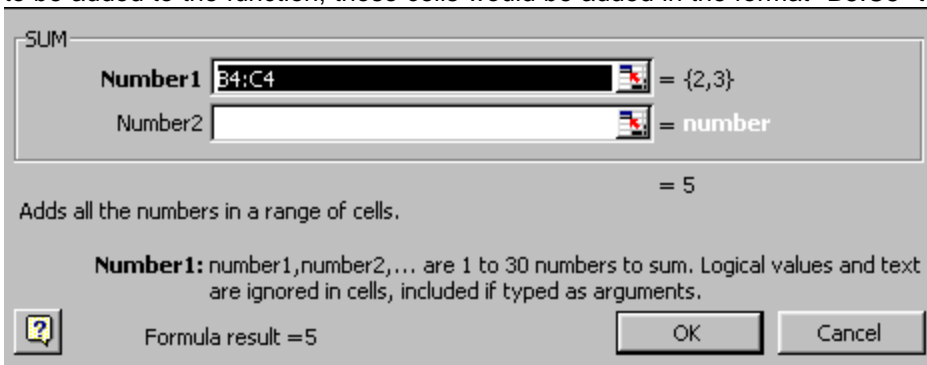 SUM
Number1 B4:C4 = {2,3}
Number2 = number
= 5
Adds all the numbers in a range of cells.
Number1: number1,number2,... are 1 to 30 numbers to sum. Logical values and text
are ignored in cells, included if typed as arguments.
Formula result =5
OK Cancel